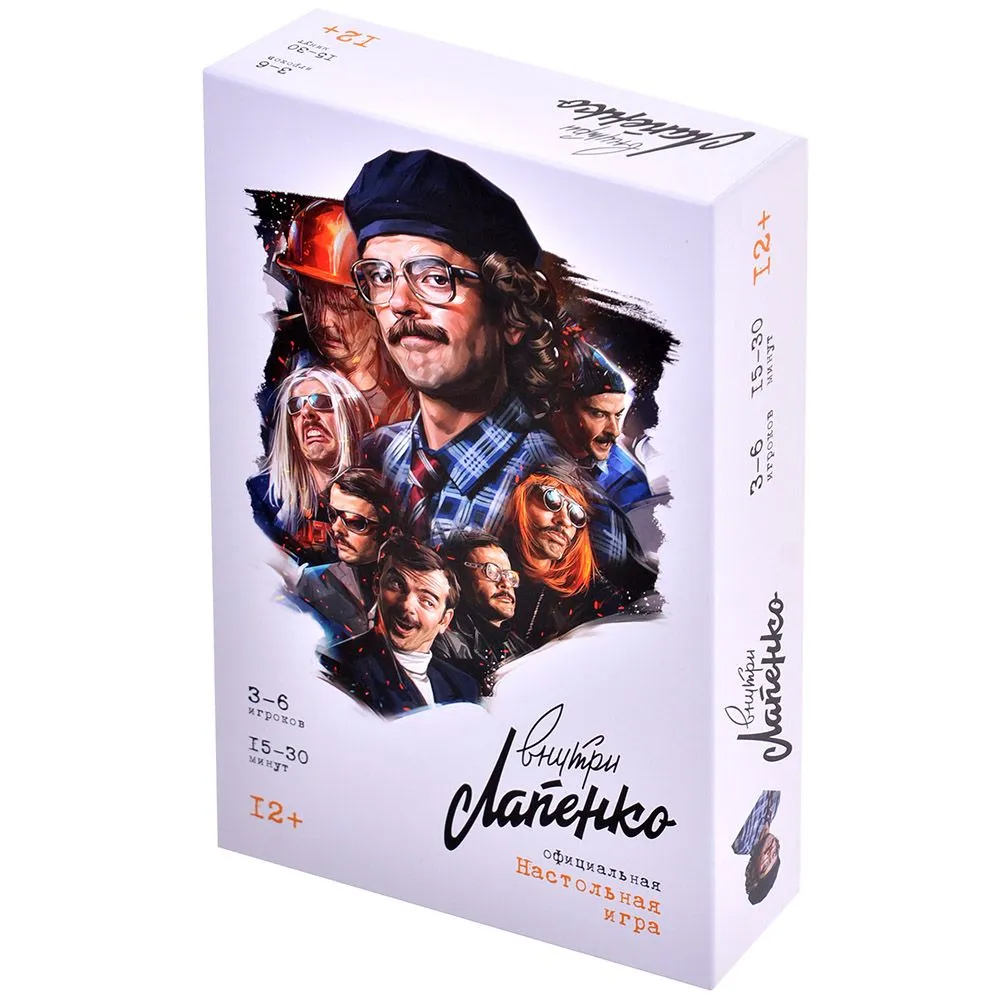 12+
15–30
минут
3–6
игроков
внутри
Лапенко
3–6
игроков
15–30
минут
12+
внутри
Лапенко
официальная
Настольная
игра
12+
15–30
минут
3–6
игроков
внутри
Лапенко